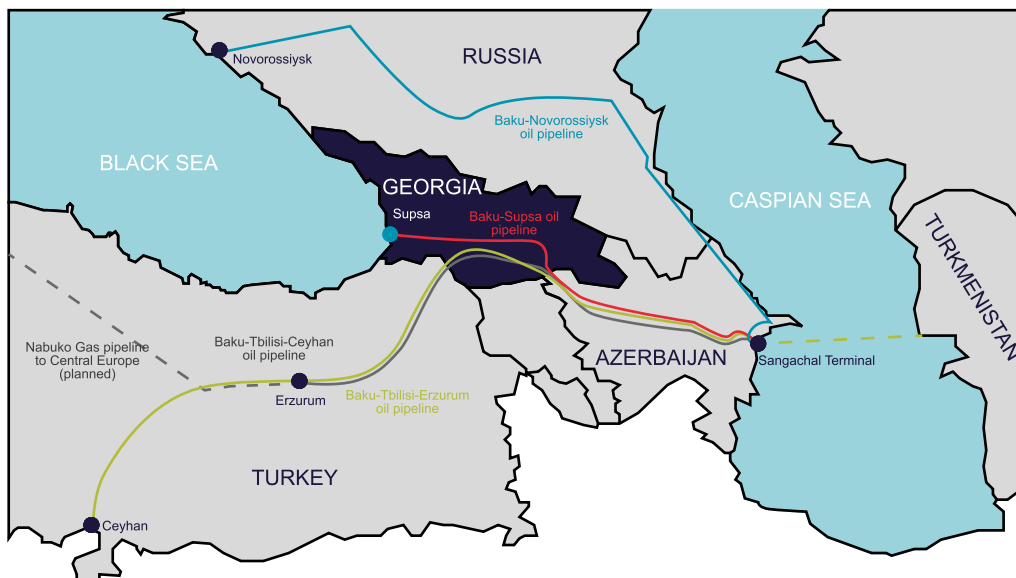 RUSSIA
Novorossiysk
Baku-Novorossiysk
oil pipeline
BLACK SEA
GEORGIA
CASPIAN SEA
Supsa
Baku-Supsa oil
pipeline
TURKMENISTAN
Nabuko Gas pipeline
to Central Europe
(planned)
Baku-Tbilisi-Ceyhan
oil pipeline
AZERBAIJAN
Sangachal Terminal
Erzurum
Baku-Tbilisi-Erzurum
oil pipeline
TURKEY
Ceyhan